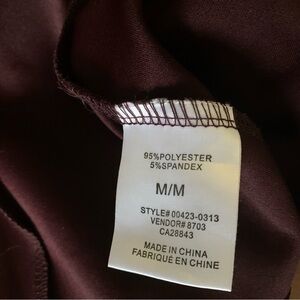 95%POLYESTER
5%SPANDEX
M/M
STYLE# 00423-0313
VENDOR# 8703
CA28843
MADE IN CHINA
FABRIQUÉ EN CHINE